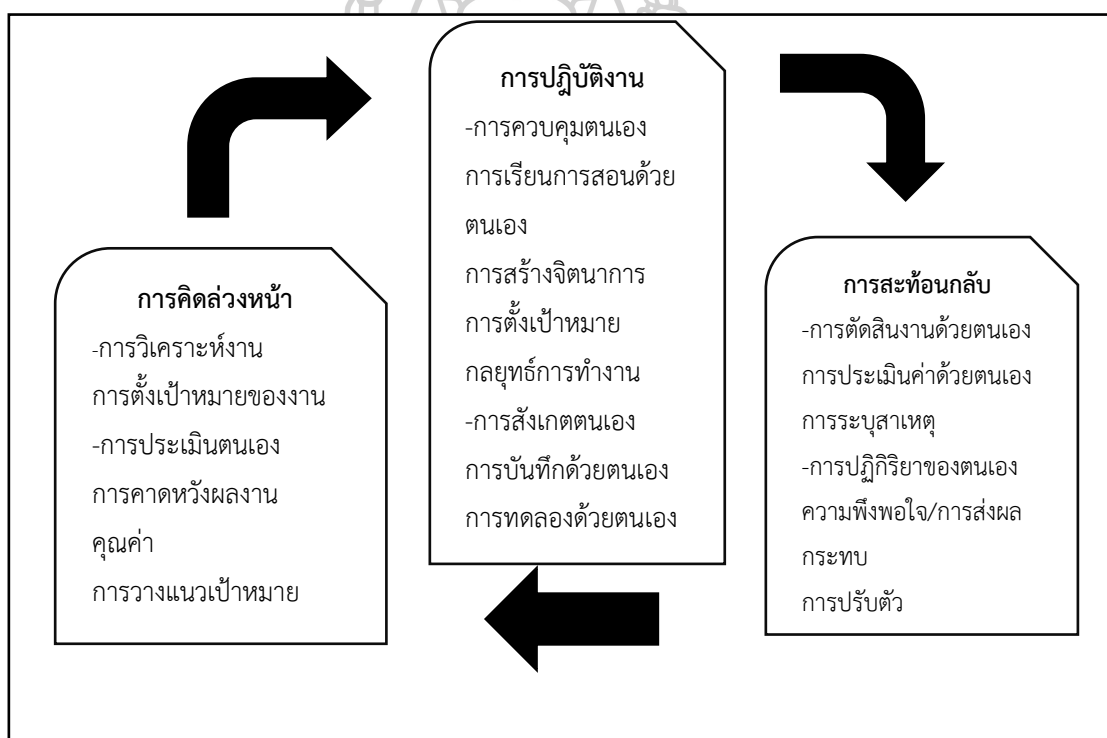 การคิดล่วงหน้า
-การวิเคราะห์งาน
การตั้งเป้าหมายของงาน
-การประเมินตนเอง
การคาดหวังผลงาน
คุณค่า
การวางแนวเป้าหมาย
การปฎิบัติงาน
-การควบคุมตนเอง
การเรียนการสอนด้วย
ตนเอง
การสร้างจิตนาการ
การตั้งเป้าหมาย
กลยุทธ์การทำงาน
-การสังเกตตนเอง
การบันทึกด้วยตนเอง
การทดลองด้วยตนเอง
การสะท้อนกลับ
-การตัดสินงานด้วยตนเอง
การประเมินค่าด้วยตนเอง
การระบุสาเหตุ
-การปฏิกิริยาของตนเอง
ความพึงพอใจ/การส่งผล
กระทบ
การปรับตัว